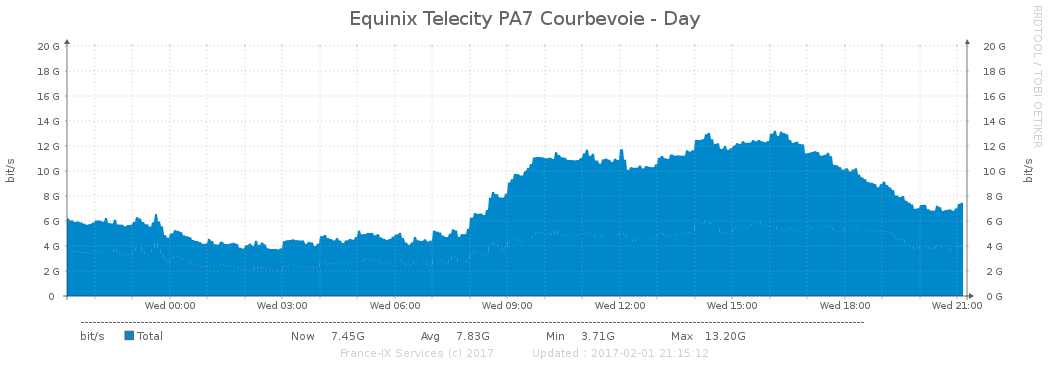 Equinix Telecity PA7 Courbevoie - Day
RRDTOOL / TOBI OETIKER
bit/s
20 G 20 G
18 G 18 G
16 G 16 G
14 G 14 G
12 G 12 G
10 G 10 G
8 G 8 G
6 G 6 G
4 G 4 G
2 G 2 G
0 0 G
bit/s
Wed 00:00 Wed 03:00 Wed 06:00 Wed 09:00 Wed 12:00 Wed 15:00 Wed 18:00 Wed 21:00
bit/s Total Now 7.45G Avg 7.83G Min 3.71G Max 13.20G
France-IX Services (c) 2017 Updated : 2017-02-01 21:15:12